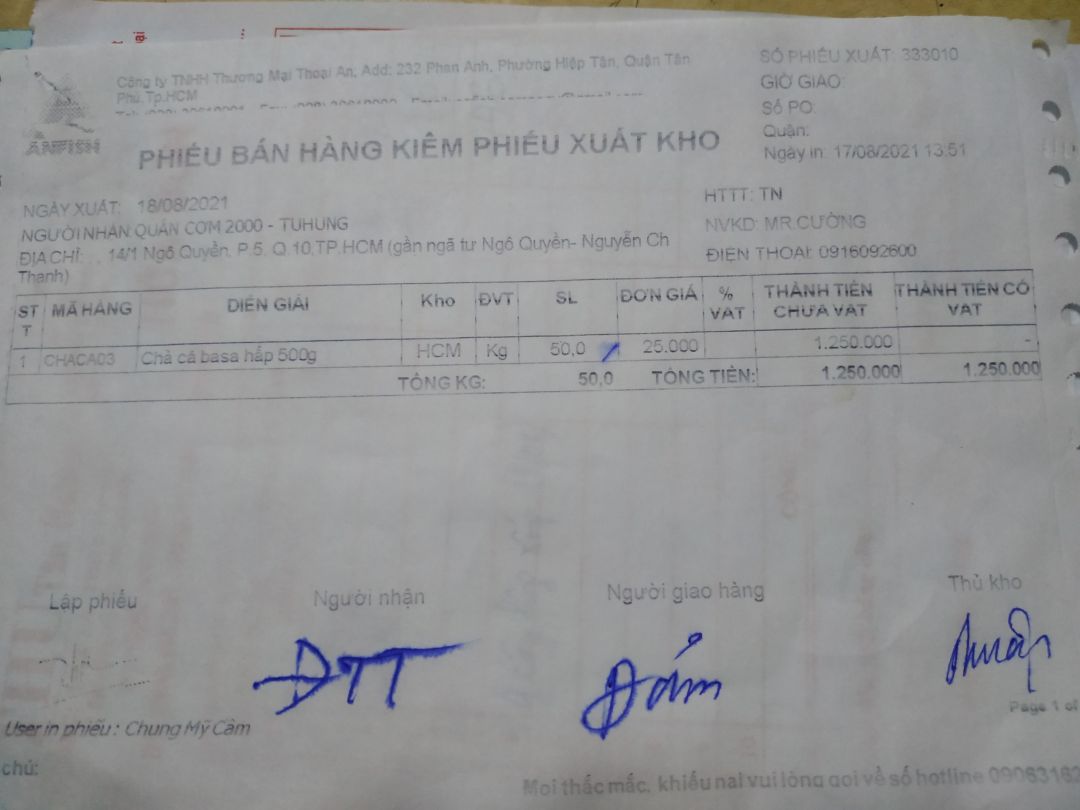 Công ty TNHH Thương Mại Thoại An, Add: 232 Phan Anh, Phường Hiệp Tân, Quận Tân
Phú,Tp.HCM
ANFISH
PHIẾU BÁN HÀNG KIÊM PHIẾU XUẤT KHO
SỐ PHIẾU XUẤT: 333010
GIỜ GIAO:
Số PO:
Quận:
Ngày in: 17/08/2021 13:51
NGÀY XUẤT: 18/08/2021
NGƯỜI NHẬN: QUÁN CƠM 2000 - TUHUNG
ĐỊA CHỈ: , 14/1 Ngô Quyền, P.5, Q.10,TP.HCM (gần ngã tư Ngô Quyền- Nguyễn Ch
Thanh)
HTTT: TN
NVKD: MR.CƯỜNG
ĐIỆN THOẠI: 0916092600
STT MÃ HÀNG DIỄN GIẢI Kho ĐVT SL ĐƠN GIÁ % VAT THÀNH TIỀN CHƯA VAT THÀNH TIỀN CÓ VAT
1 CHACA03 Chả cá basa hấp 500g HCM Kg 50,0 25.000 1.250.000 -
TỔNG KG: 50,0 TỔNG TIỀN: 1.250.000 1.250.000
Lập phiếu Người nhận Người giao hàng Thủ kho
ĐTT Đám
Page 1 of
User in phiếu : Chung Mỹ Cầm
chú:
Mọi thắc mắc, khiếu nại vui lòng gọi về số hotline 09063162